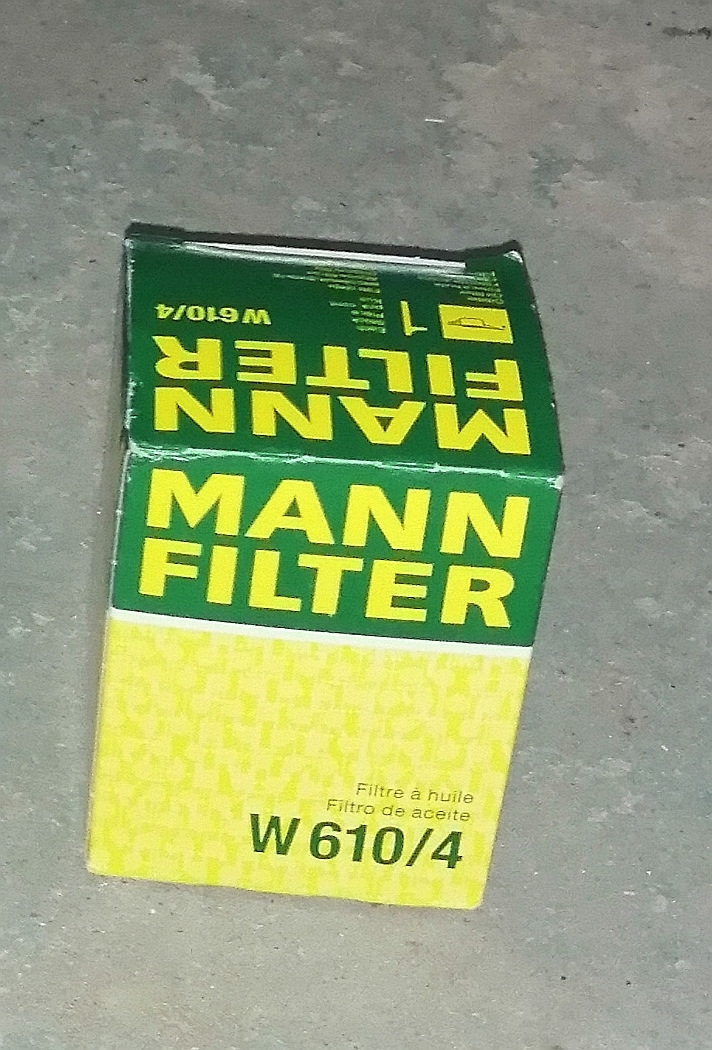 W 610/4
1
MANN
FILTER
MANN
FILTER
Filtre à huile
Filtro de aceite
W 610/4